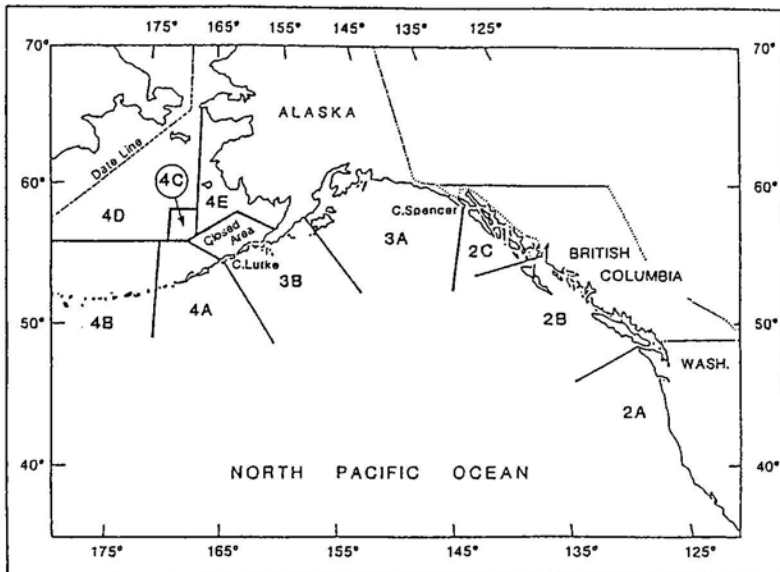 175° 165° 155° 145° 135° 125°
70° 70°
ALASKA
Date Line
4C
60° 60°
4E
4D
C.Spencer
Closed Area
3A
2C
BRITISH
C.Lutke
COLUMBIA
3B
50° 50°
4B 4A
2B
WASH.
2A
40° 40°
NORTH PACIFIC OCEAN
175° 165° 155° 145° 135° 125°